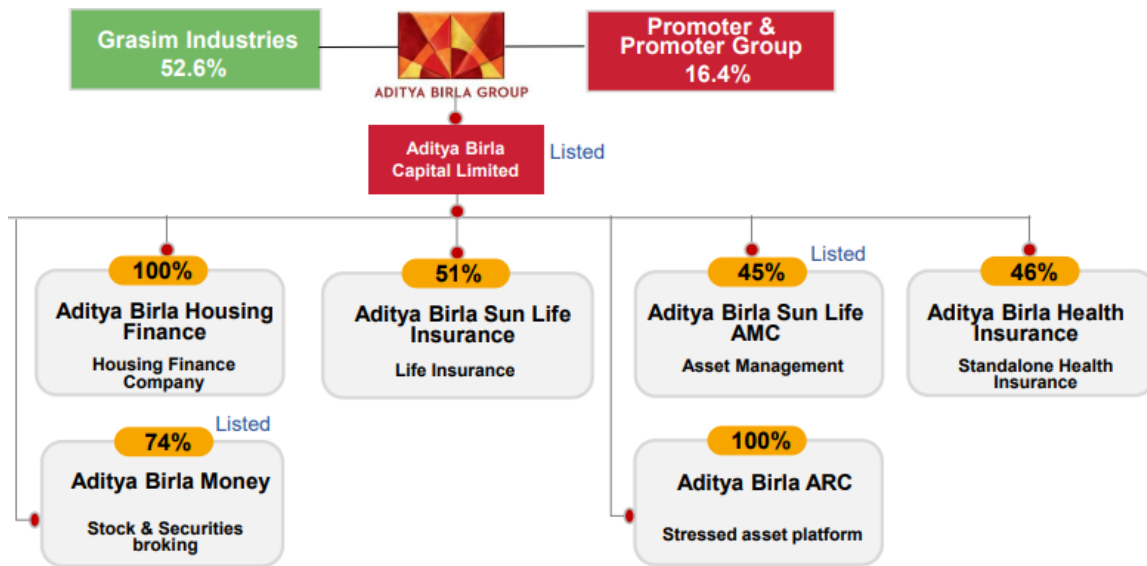 Grasim Industries
52.6%
ADITYA BIRLA GROUP
Promoter &
Promoter Group
16.4%
Aditya Birla
Capital Limited
Listed
100%
Aditya Birla Housing
Finance
Housing Finance
Company
51%
Aditya Birla Sun Life
Insurance
Life Insurance
Listed
45%
Aditya Birla Sun Life
AMC
Asset Management
46%
Aditya Birla Health
Insurance
Standalone Health
Insurance
Listed
74%
Aditya Birla Money
Stock & Securities
broking
100%
Aditya Birla ARC
Stressed asset platform